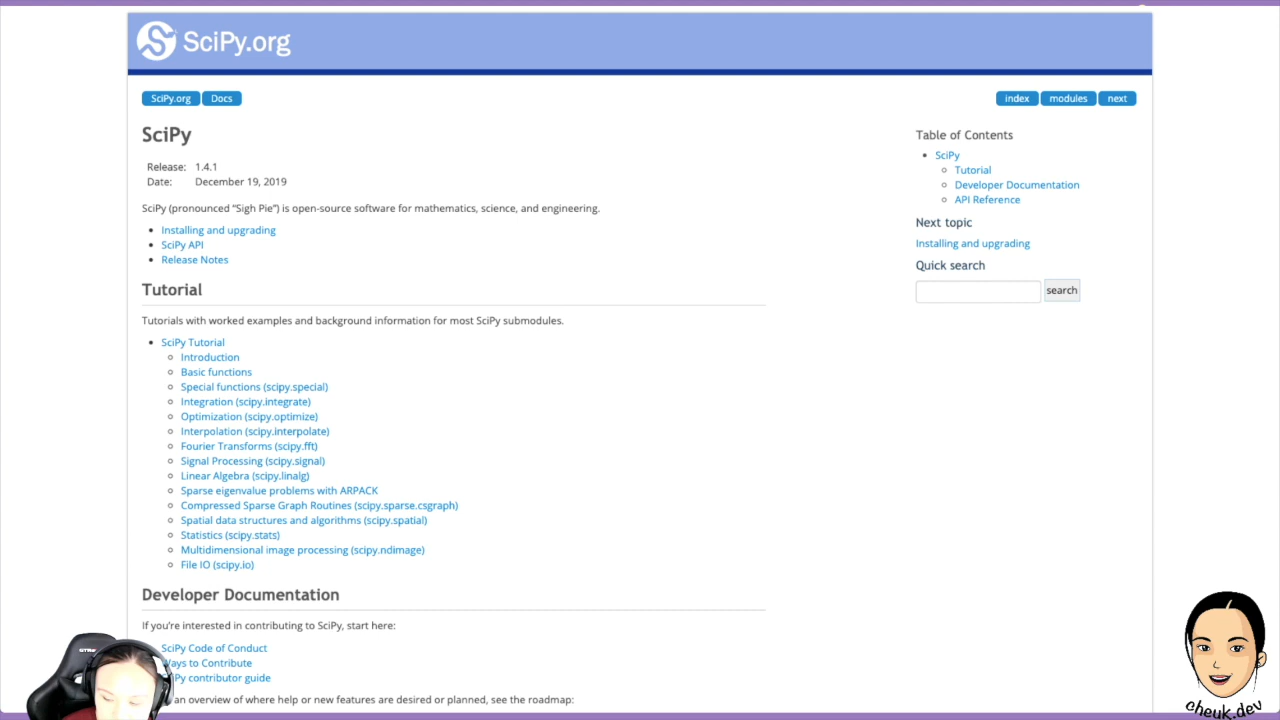 SciPy.org
SciPy.org Docs index modules next
SciPy
Release: 1.4.1
Date: December 19, 2019
SciPy (pronounced “Sigh Pie”) is open-source software for mathematics, science, and engineering.
Installing and upgrading
SciPy API
Release Notes
Tutorial
Tutorials with worked examples and background information for most SciPy submodules.
SciPy Tutorial
Introduction
Basic functions
Special functions (scipy.special)
Integration (scipy.integrate)
Optimization (scipy.optimize)
Interpolation (scipy.interpolate)
Fourier Transforms (scipy.fft)
Signal Processing (scipy.signal)
Linear Algebra (scipy.linalg)
Sparse eigenvalue problems with ARPACK
Compressed Sparse Graph Routines (scipy.sparse.csgraph)
Spatial data structures and algorithms (scipy.spatial)
Statistics (scipy.stats)
Multidimensional image processing (scipy.ndimage)
File IO (scipy.io)
Developer Documentation
If you’re interested in contributing to SciPy, start here:
SciPy Code of Conduct
Ways to Contribute
Py contributor guide
an overview of where help or new features are desired or planned, see the roadmap:
Table of Contents
SciPy
Tutorial
Developer Documentation
API Reference
Next topic
Installing and upgrading
Quick search
search
cheuk.dev